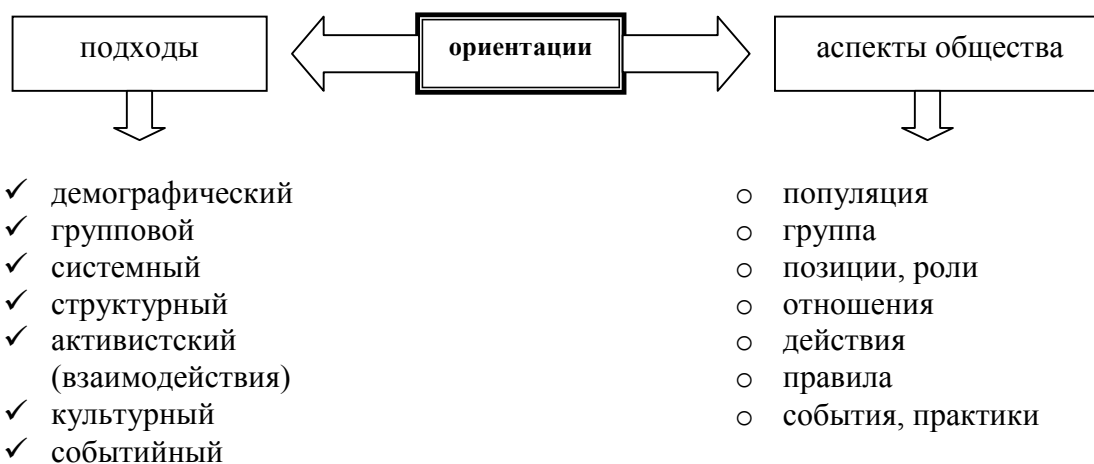 подходы
ориентации
аспекты общества
демографический
групповой
системный
структурный
активистский
(взаимодействия)
культурный
событийный
популяция
группа
позиции, роли
отношения
действия
правила
события, практики